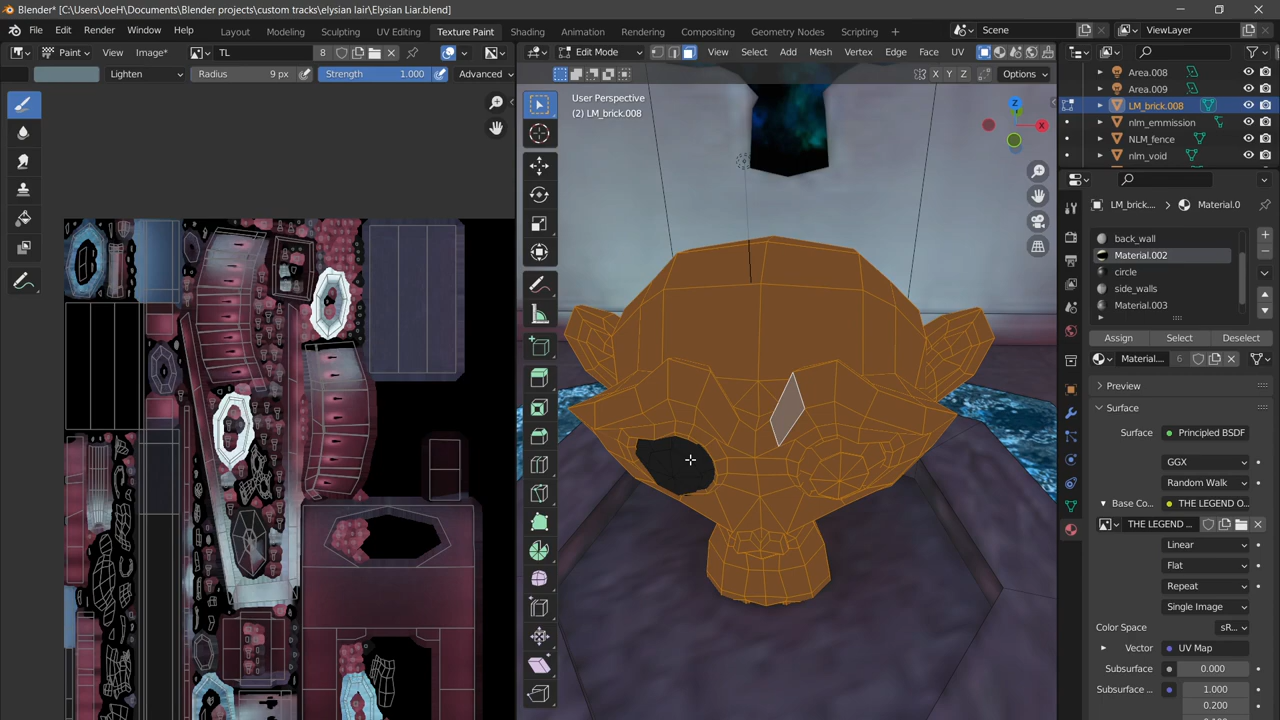 Blender* [C:\Users\JoeH\Documents\Blender projects\custom tracks\elysian lair\Elysian Liar.blend]
File Edit Render Window Help Layout Modeling Sculpting UV Editing Texture Paint Shading Animation Rendering Compositing Geometry Nodes Scripting + Scene ViewLayer
Paint View Image* TL 8 Edit Mode View Select Add Mesh Vertex Edge Face UV
Lighten Radius 9 px Strength 1.000 Advanced X Y Z Options
User Perspective
(2) LM_brick.008
Z
X
Area.008
Area.009
LM_brick.008
nlm_emmission
NLM_fence
nlm_void
LM_brick.... Material.0
back_wall
Material.002
circle
side_walls
Material.003
Assign Select Deselect
Material.... 6
Preview
Surface
Surface Principled BSDF
GGX
Random Walk
Base Co... THE LEGEND O...
THE LEGEND ...
Linear
Flat
Repeat
Single Image
Color Space sR...
Vector UV Map
Subsurface 0.000
Subsurface ... 1.000
0.200